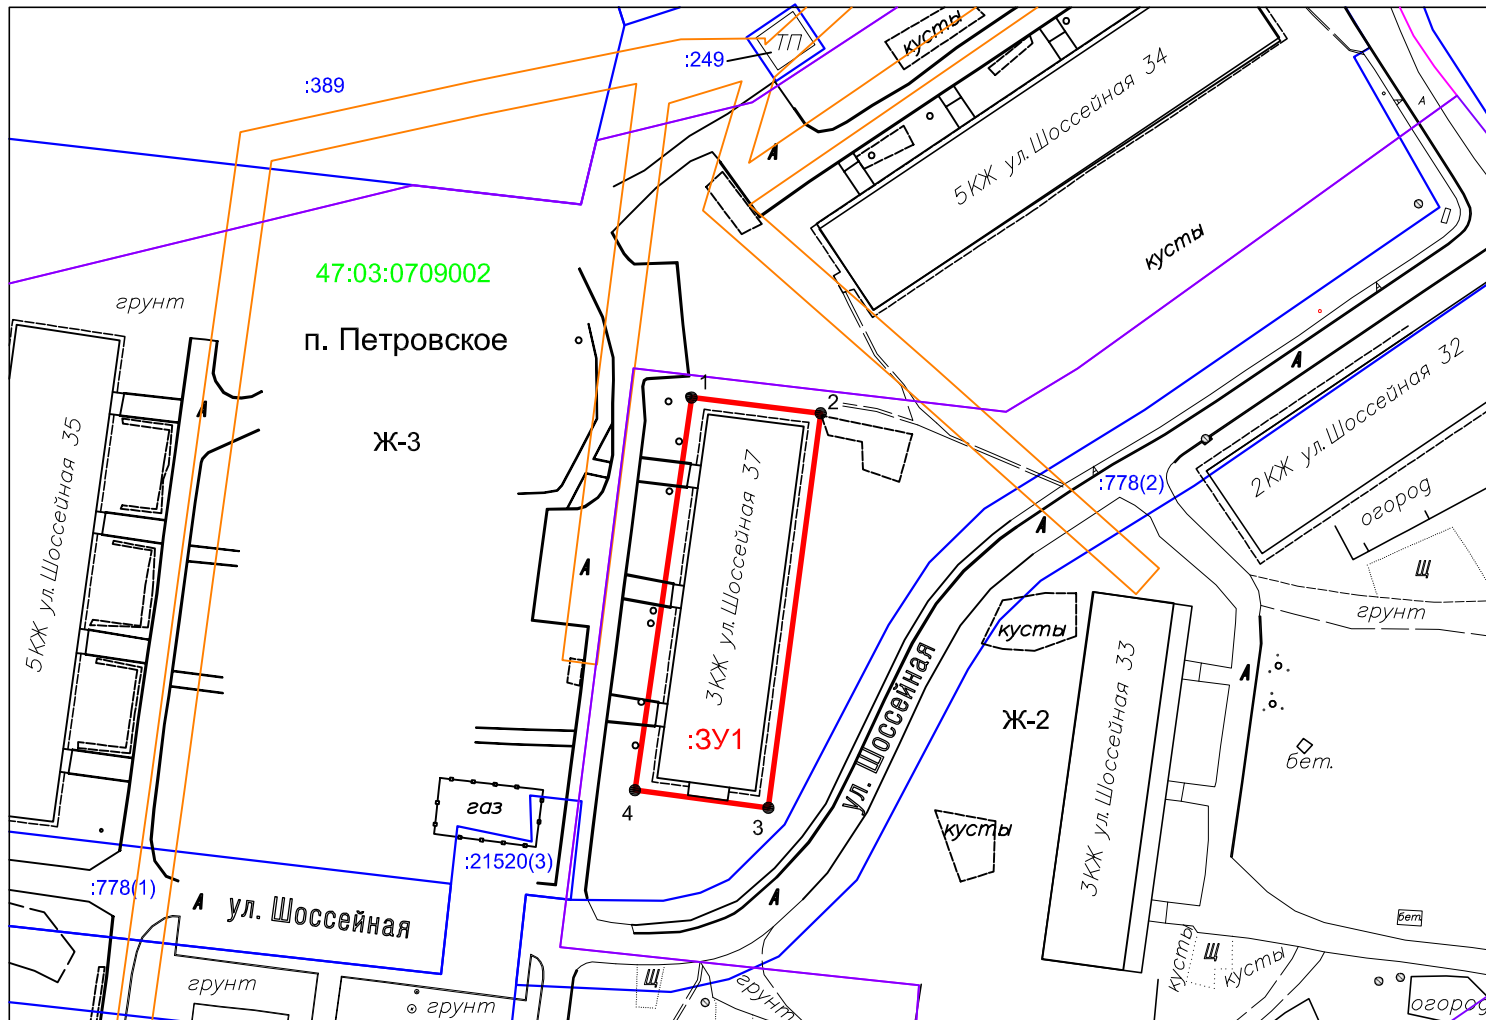 ТП
кусты
:249
:389
А
А
5КЖ ул.Шоссейная 34
А
кусты
47:03:0709002
грунт
п. Петровское
А
А
2КЖ ул.Шоссейная 32
1
2
А
Ж-3
5КЖ ул.Шоссейная 35
3КЖ ул.Шоссейная 37
А
:778(2)
огород
А
А
Щ
грунт
кусты
ул. Шоссейная
3КЖ ул.Шоссейная 33
А
Ж-2
:ЗУ1
бет.
4
3
газ
кусты
:21520(3)
:778(1)
А
ул. Шоссейная
А
бет
кусты
Щ
кусты
Щ
грунт
грунт
грунт
огород